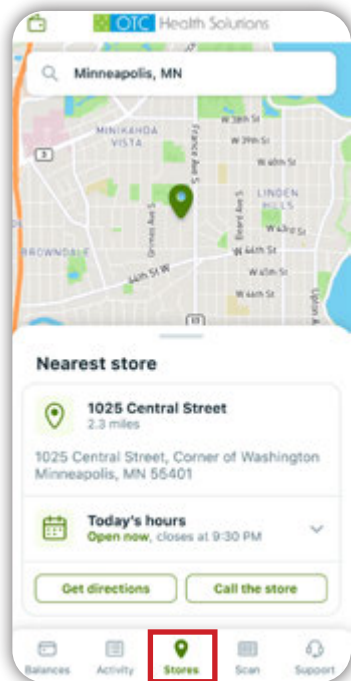 OTC Health Solutions
Minneapolis, MN
W 38th St
MINIKAHDA
VISTA
W 39th St
France Ave S
3
W 40th St
LINDEN
HILLS
Grimes Ave S
Beard Ave S
W 43rd St
BROWNDALE
W 44th St
44th St W
W 45th St
W 46th St
Upton A
Nearest store
1025 Central Street
2.3 miles
1025 Central Street, Corner of Washington
Minneapolis, MN 55401
Today's hours
Open now, closes at 9:30 PM
Get directions
Call the store
Balances
Activity
Stores
Scan
Support